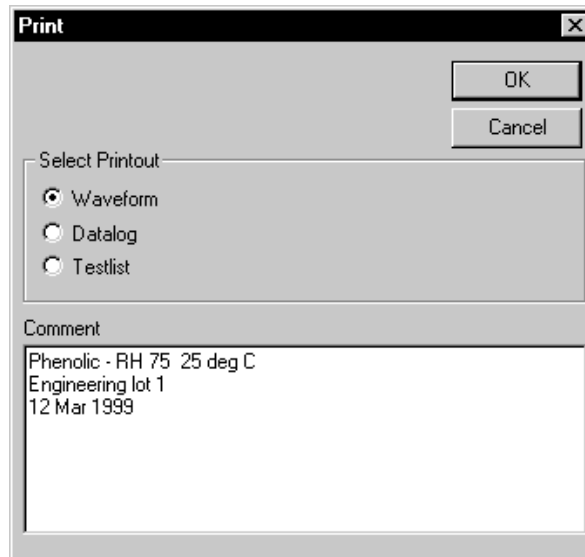 Print
OK
Cancel
Select Printout
Waveform
Datalog
Testlist
Comment
Phenolic - RH 75  25 deg C
Engineering lot 1
12 Mar 1999